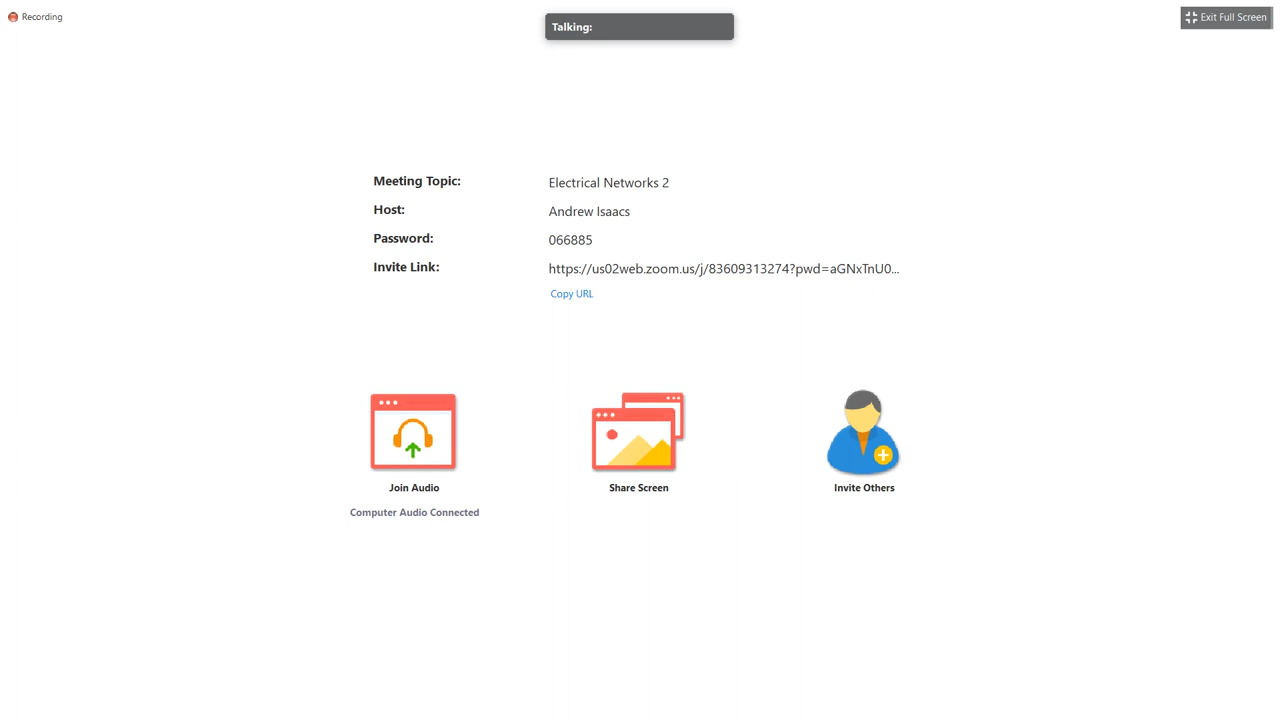 Recording
Talking:
Exit Full Screen
Meeting Topic: Electrical Networks 2
Host: Andrew Isaacs
Password: 066885
Invite Link: https://us02web.zoom.us/j/83609313274?pwd=aGNxTnU0...
Copy URL
Join Audio
Share Screen
Invite Others
Computer Audio Connected